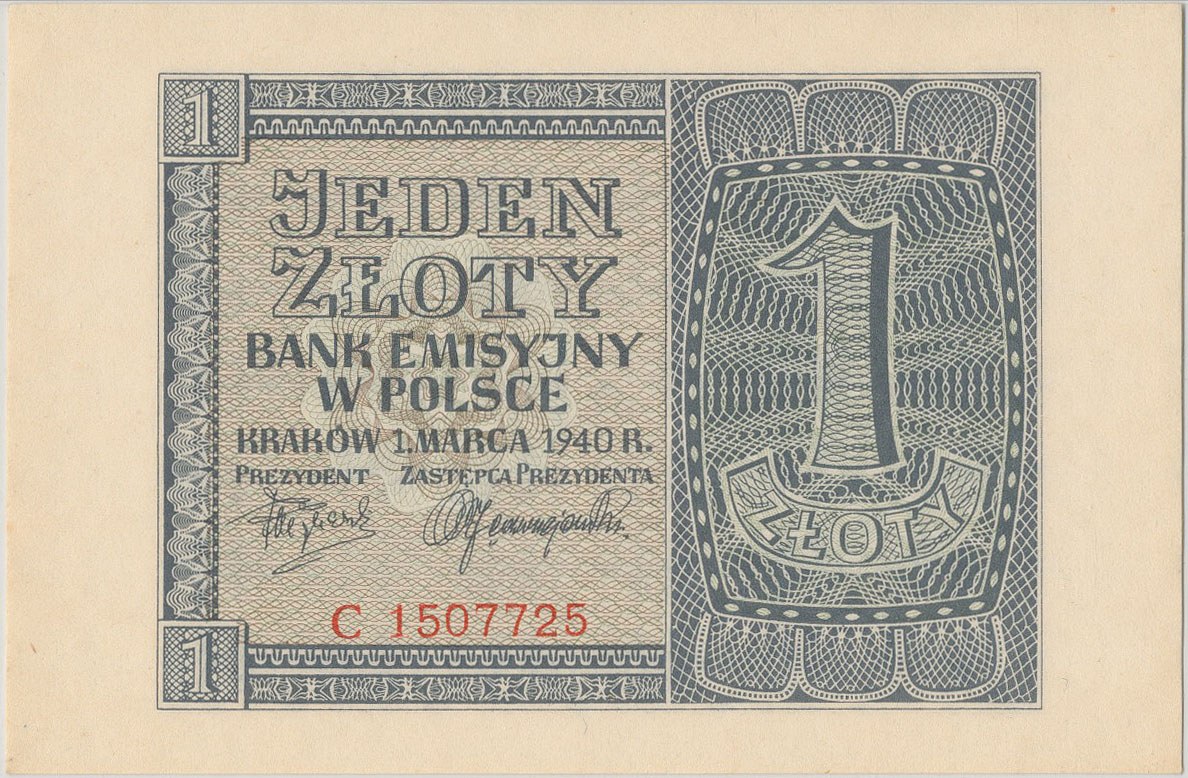 1
JEDEN
ZŁOTY
BANK EMISYJNY
W POLSCE
KRAKÓW 1. MARCA 1940 R.
PREZYDENT ZASTĘPCA PREZYDENTA
C 1507725
1
1
ZŁOTY